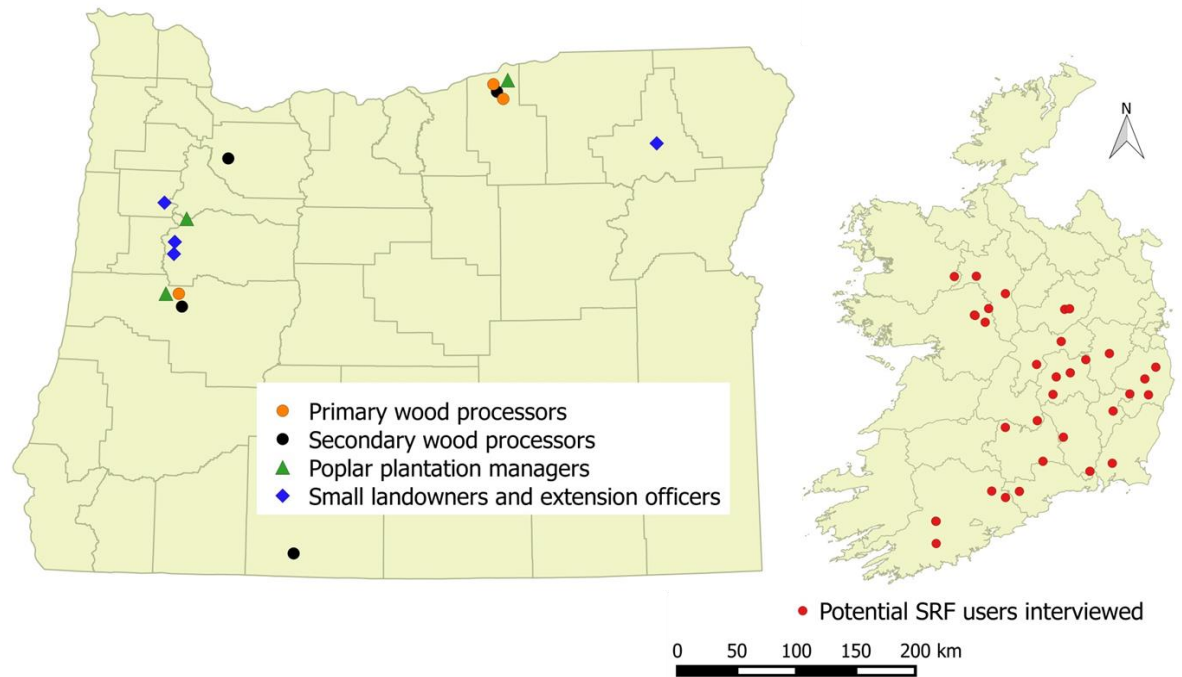 N
Primary wood processors
Secondary wood processors
Poplar plantation managers
Small landowners and extension officers
Potential SRF users interviewed
0 50 100 150 200 km